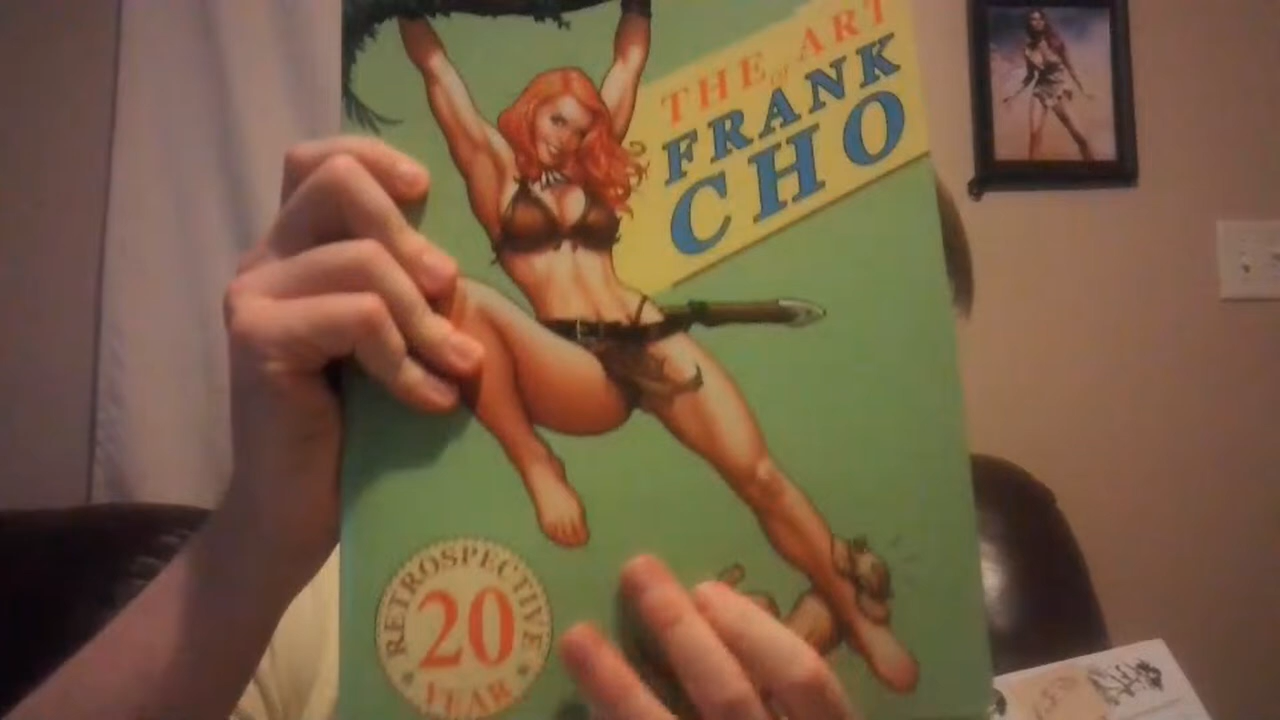 THE ART
of
FRANK
CHO
RETROSPECTIVE
20
YEAR